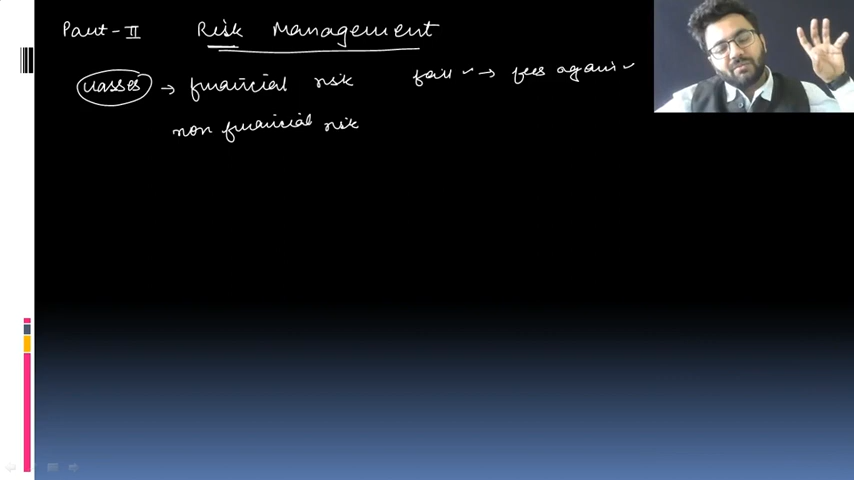 Part-II Risk Management
classes → financial risk fail ✓ → fees again ✓
non financial risk